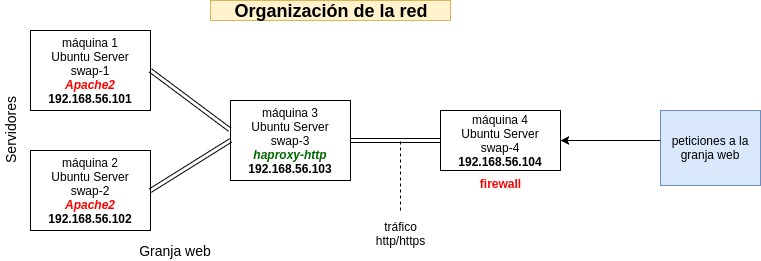 Organización de la red
máquina 1
Ubuntu Server
swap-1
Apache2
192.168.56.101
Servidores
máquina 2
Ubuntu Server
swap-2
Apache2
192.168.56.102
Granja web
máquina 3
Ubuntu Server
swap-3
haproxy-http
192.168.56.103
máquina 4
Ubuntu Server
swap-4
192.168.56.104
firewall
tráfico
http/https
peticiones a la
granja web